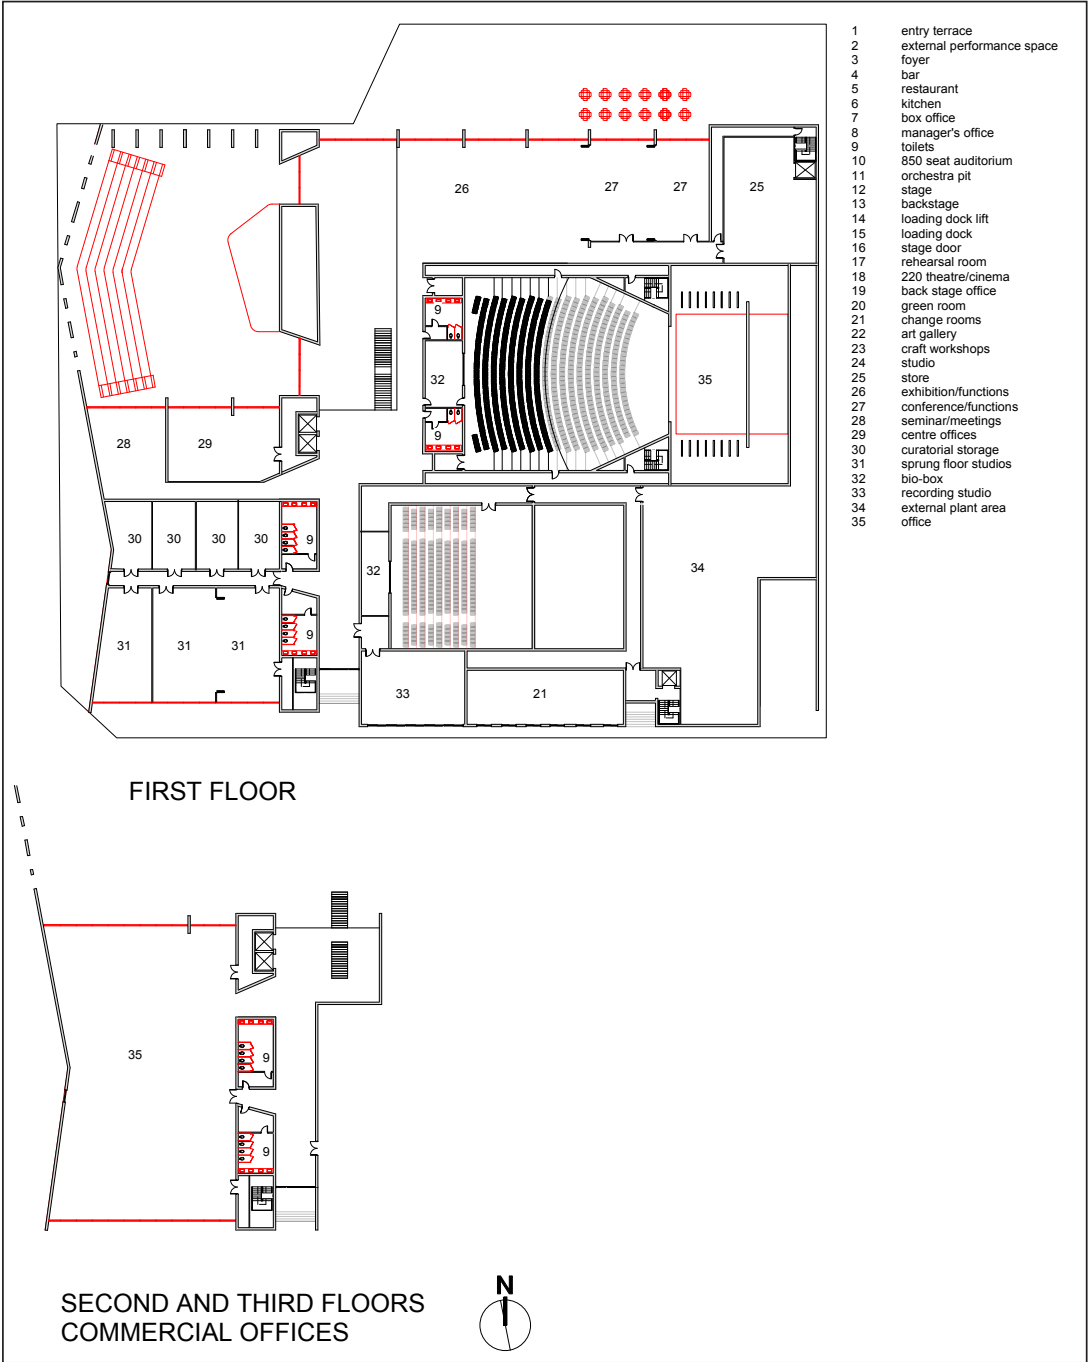 1 entry terrace
2 external performance space
3 foyer
4 bar
5 restaurant
6 kitchen
7 box office
8 manager's office
9 toilets
10 850 seat auditorium
11 orchestra pit
12 stage
13 backstage
14 loading dock lift
15 loading dock
16 stage door
17 rehearsal room
18 220 theatre/cinema
19 back stage office
20 green room
21 change rooms
22 art gallery
23 craft workshops
24 studio
25 store
26 exhibition/functions
27 conference/functions
28 seminar/meetings
29 centre offices
30 curatorial storage
31 sprung floor studios
32 bio-box
33 recording studio
34 external plant area
35 office
26 27 27 25
9
32 35
9
28 29
30 30 30 30 9
32 34
9
31 31 31
33 21
FIRST FLOOR
35 9
9
SECOND AND THIRD FLOORS
COMMERCIAL OFFICES
N